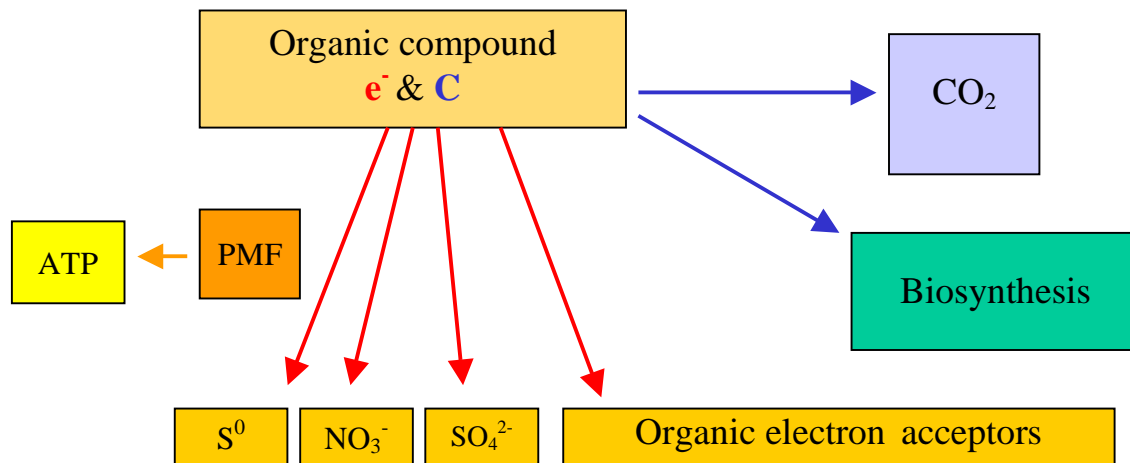 Organic compound
e⁻ & C
CO₂
ATP
PMF
Biosynthesis
S⁰
NO₃⁻
SO₄²⁻
Organic electron acceptors